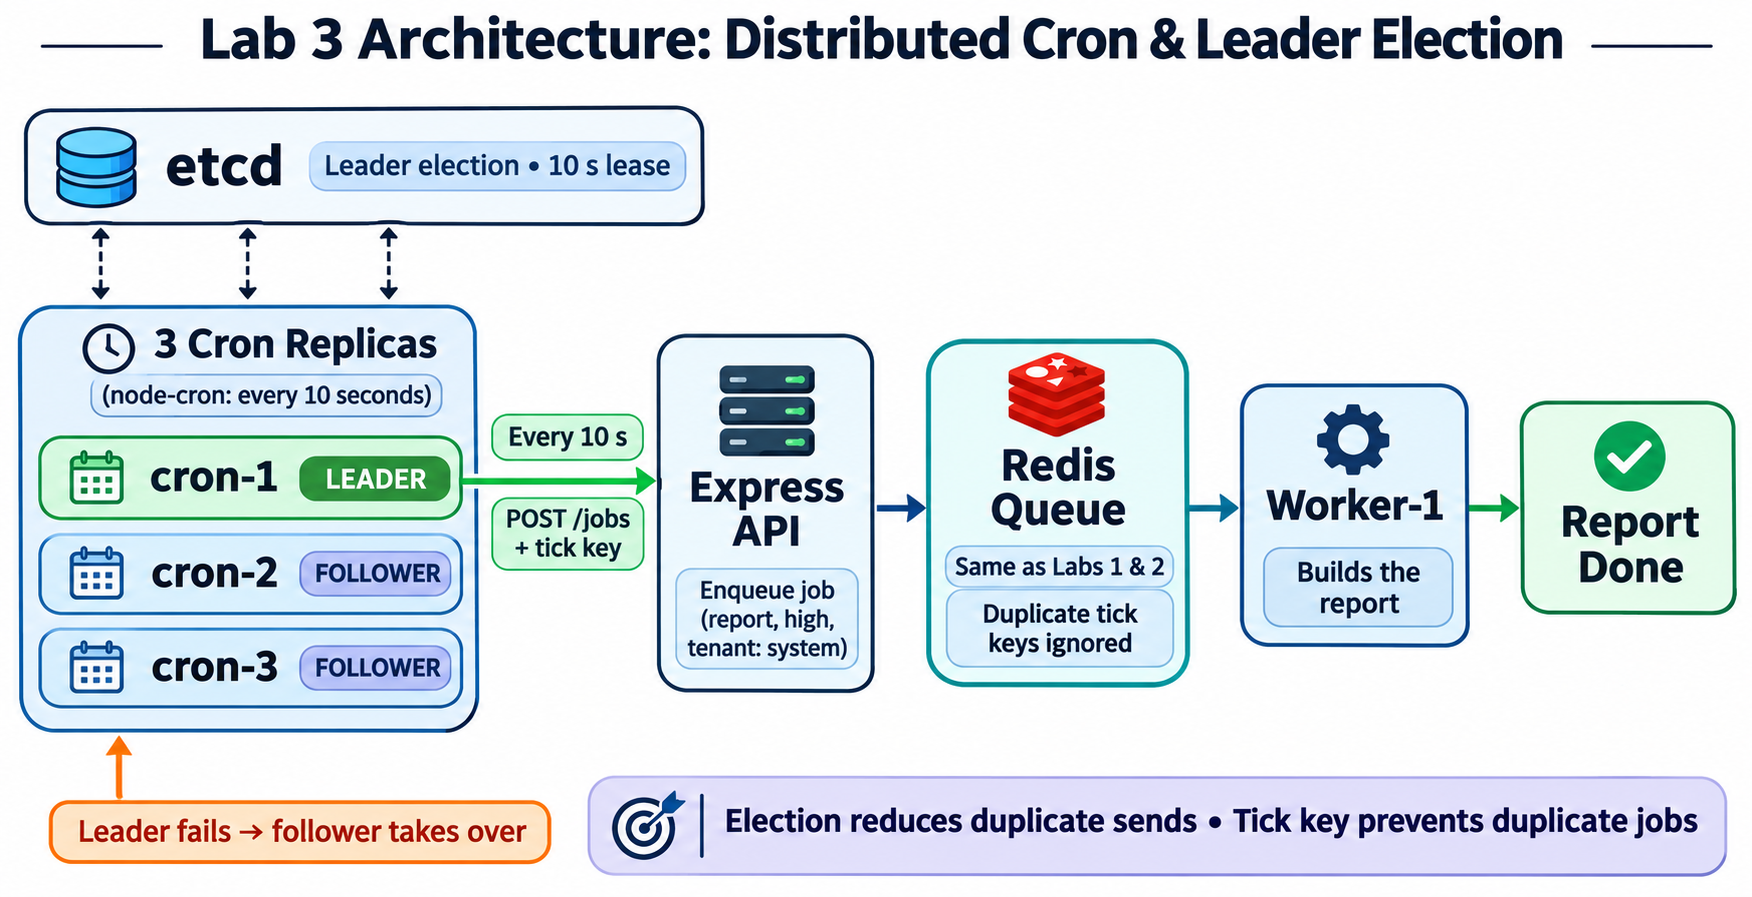 Lab 3 Architecture: Distributed Cron & Leader Election
etcd
Leader election • 10 s lease
3 Cron Replicas
(node-cron: every 10 seconds)
cron-1
LEADER
cron-2
FOLLOWER
cron-3
FOLLOWER
Every 10 s
POST /jobs
+ tick key
Express
API
Enqueue job
(report, high,
tenant: system)
Redis
Queue
Same as Labs 1 & 2
Duplicate tick
keys ignored
Worker-1
Builds the
report
Report
Done
Leader fails → follower takes over
Election reduces duplicate sends • Tick key prevents duplicate jobs